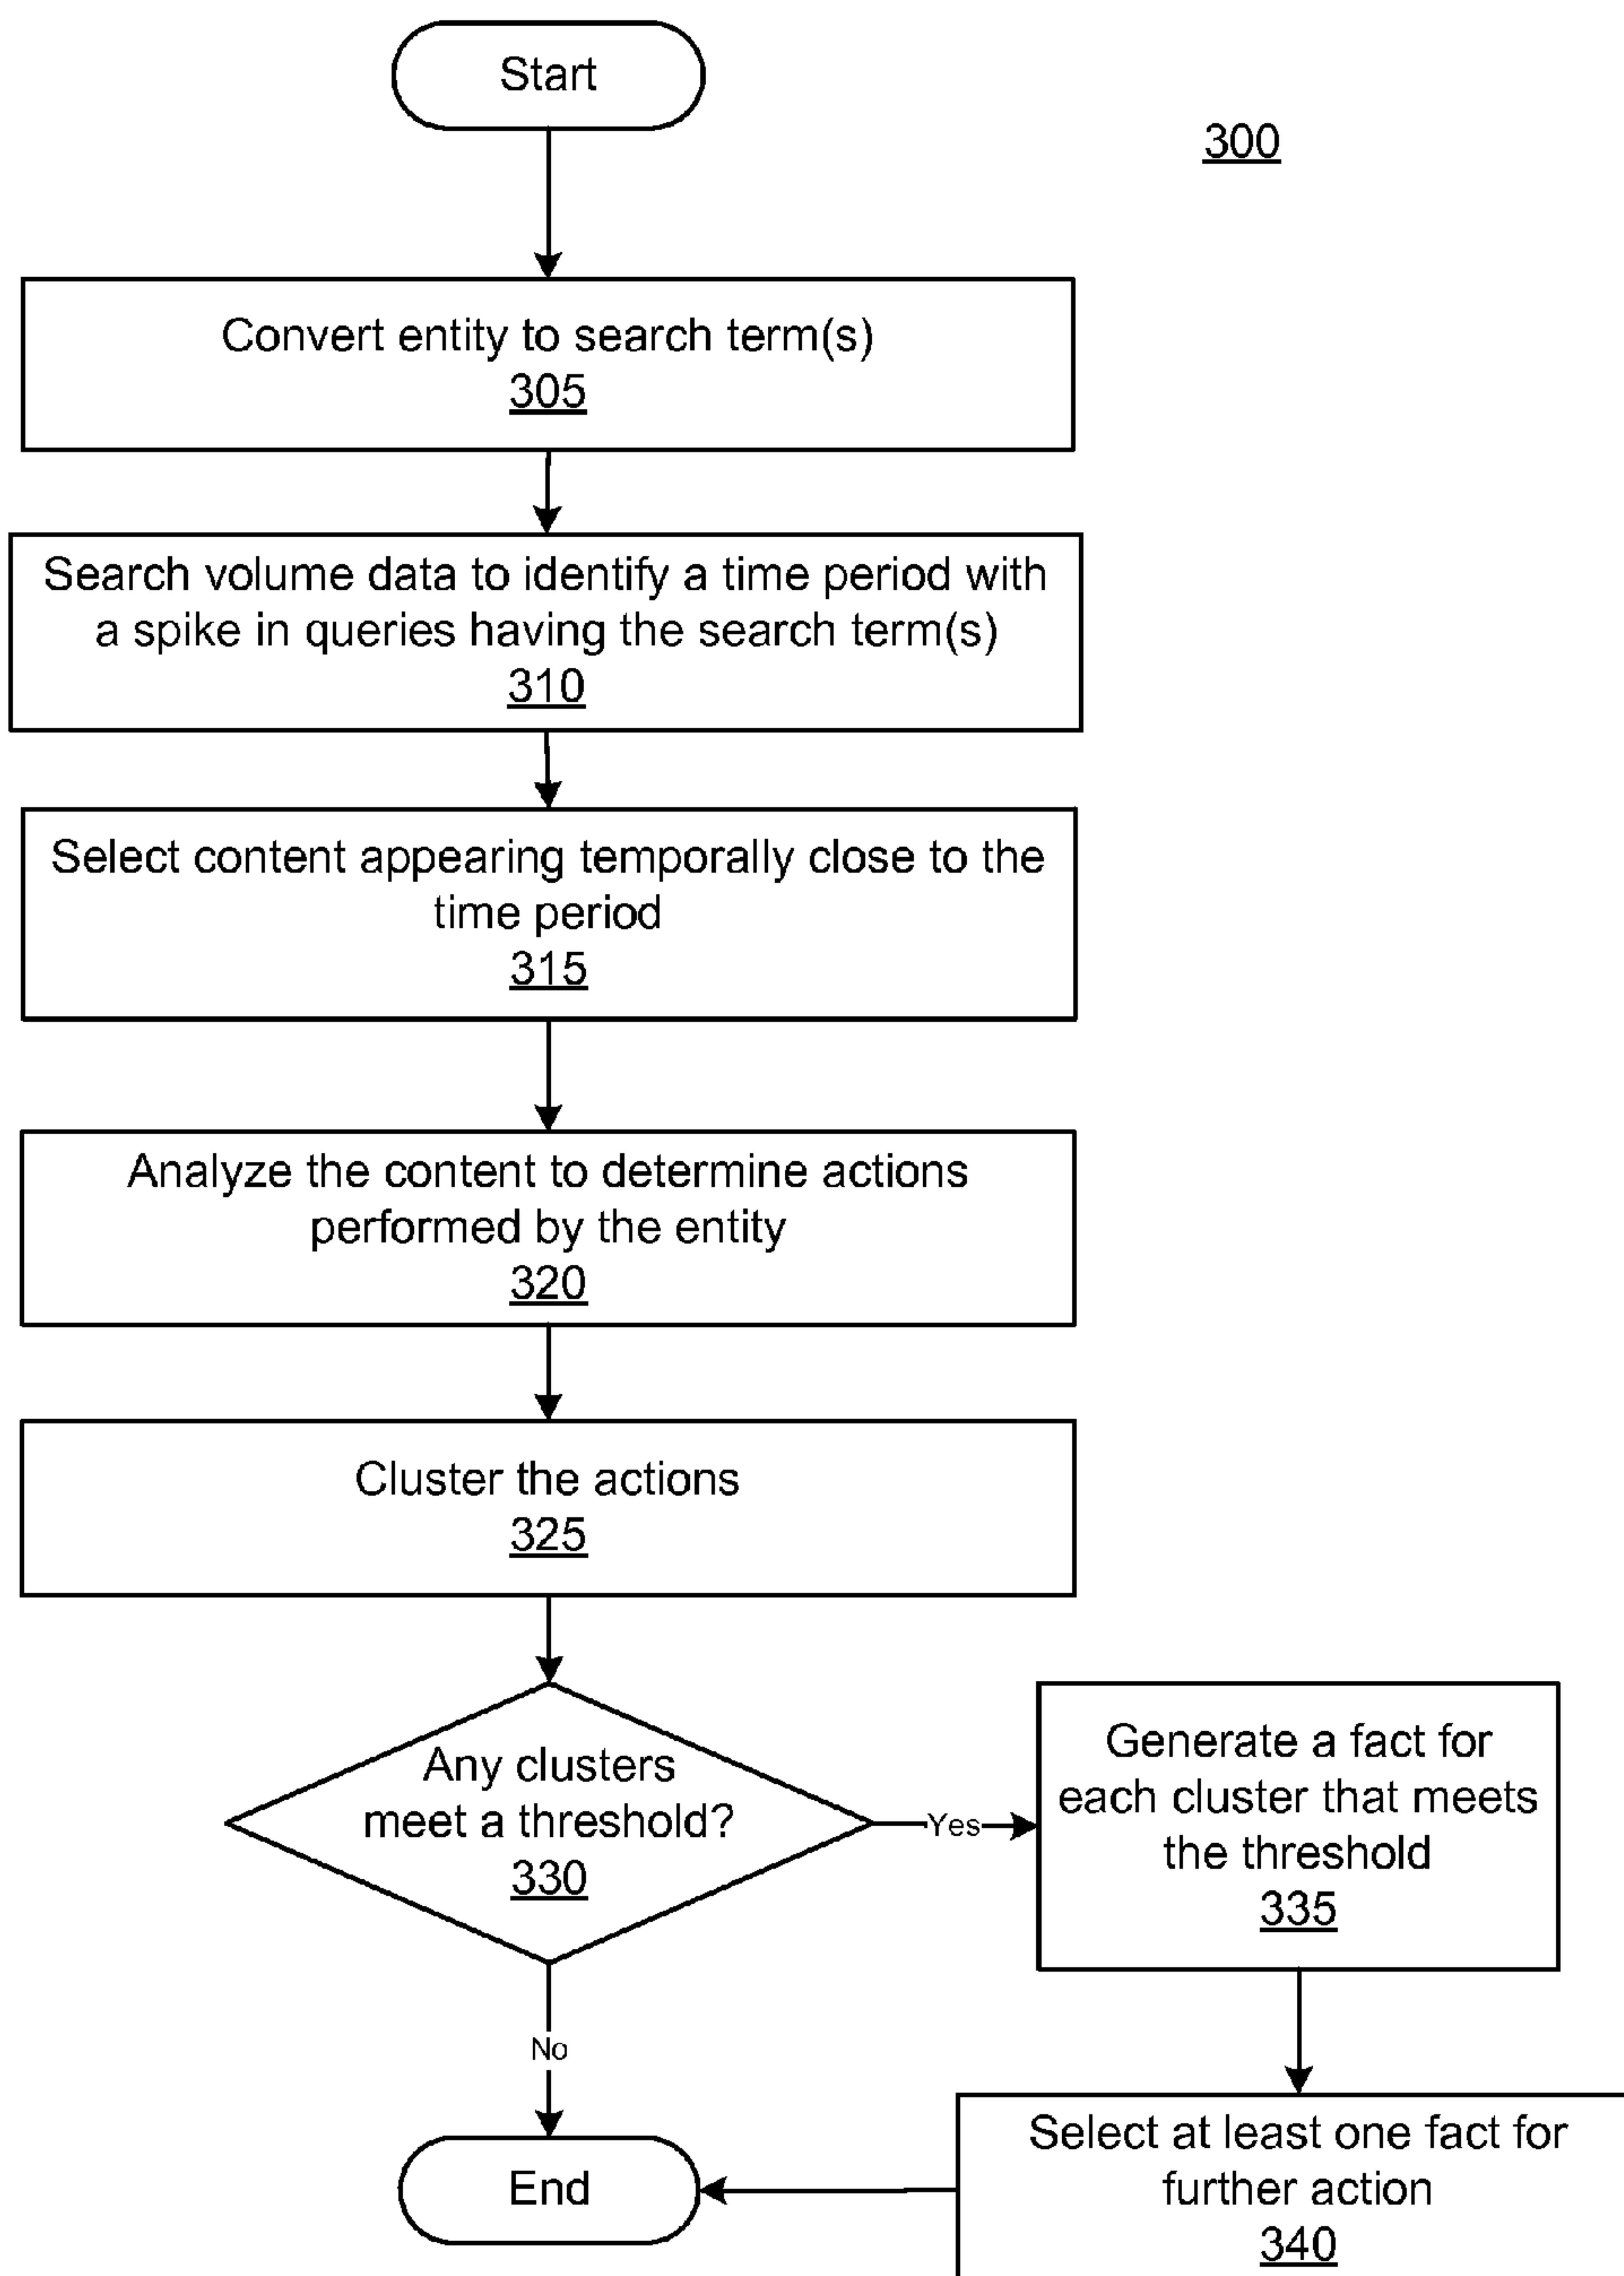 Start
300
Convert entity to search term(s)
305
Search volume data to identify a time period with
a spike in queries having the search term(s)
310
Select content appearing temporally close to the
time period
315
Analyze the content to determine actions
performed by the entity
320
Cluster the actions
325
Any clusters
meet a threshold?
330
Yes
Generate a fact for
each cluster that meets
the threshold
335
No
End
Select at least one fact for
further action
340